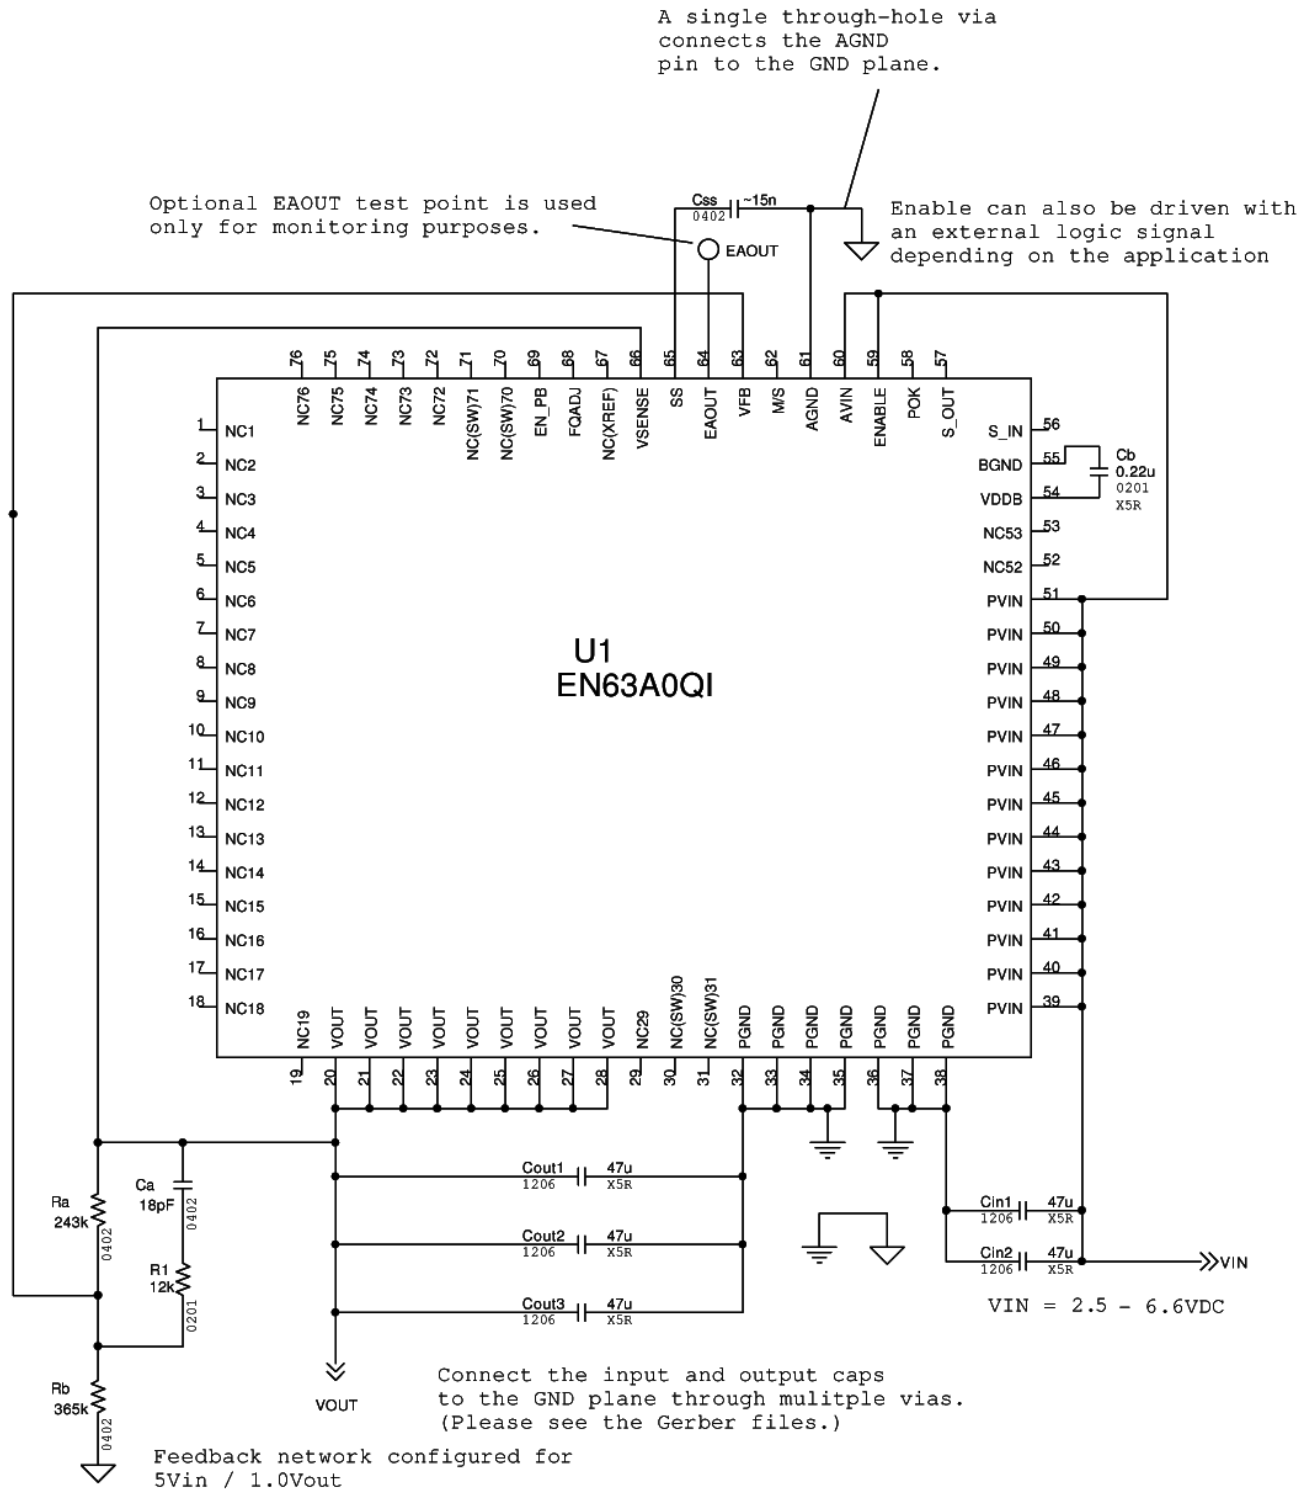 A single through-hole via
connects the AGND
pin to the GND plane.
Optional EAOUT test point is used
only for monitoring purposes.
Css
0402
~15n
EAOUT
Enable can also be driven with
an external logic signal
depending on the application
76
75
74
73
72
71
70
69
68
67
66
65
64
63
62
61
60
59
58
57
NC76
NC75
NC74
NC73
NC72
NC(SW)71
NC(SW)70
EN_PB
FQADJ
NC(XREF)
VSENSE
SS
EAOUT
VFB
M/S
AGND
AVIN
ENABLE
POK
S_OUT
1 NC1
2 NC2
3 NC3
4 NC4
5 NC5
6 NC6
7 NC7
8 NC8
9 NC9
10 NC10
11 NC11
12 NC12
13 NC13
14 NC14
15 NC15
16 NC16
17 NC17
18 NC18
U1
EN63A0QI
S_IN 56
BGND 55
VDDB 54
NC53 53
NC52 52
PVIN 51
PVIN 50
PVIN 49
PVIN 48
PVIN 47
PVIN 46
PVIN 45
PVIN 44
PVIN 43
PVIN 42
PVIN 41
PVIN 40
PVIN 39
Cb
0.22u
0201
X5R
NC19
VOUT
VOUT
VOUT
VOUT
VOUT
VOUT
VOUT
VOUT
VOUT
NC29
NC(SW)30
NC(SW)31
PGND
PGND
PGND
PGND
PGND
PGND
PGND
19
20
21
22
23
24
25
26
27
28
29
30
31
32
33
34
35
36
37
38
Ra
243k
0402
Ca
18pF
0402
R1
12k
0201
Rb
365k
0402
Cout1
1206
47u
X5R
Cout2
1206
47u
X5R
Cout3
1206
47u
X5R
Cin1
1206
47u
X5R
Cin2
1206
47u
X5R
VIN
VIN = 2.5 - 6.6VDC
VOUT
Connect the input and output caps
to the GND plane through mulitple vias.
(Please see the Gerber files.)
Feedback network configured for
5Vin / 1.0Vout